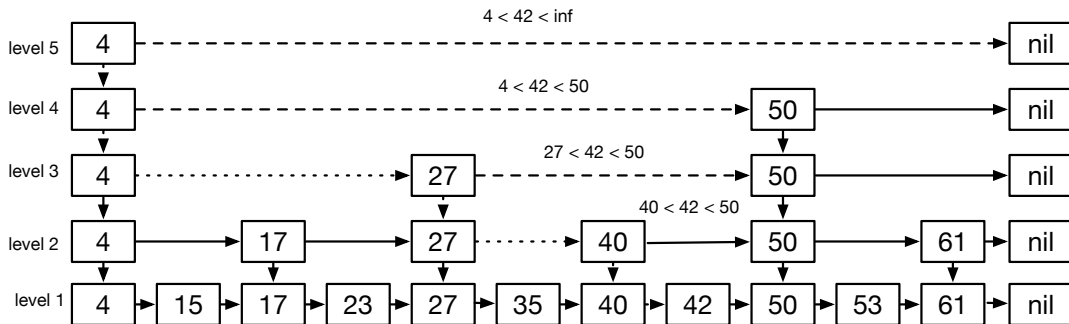 4 < 42 < inf
level 5 4 nil
4 < 42 < 50
level 4 4 50 nil
27 < 42 < 50
level 3 4 27 50 nil
40 < 42 < 50
level 2 4 17 27 40 50 61 nil
level 1 4 15 17 23 27 35 40 42 50 53 61 nil